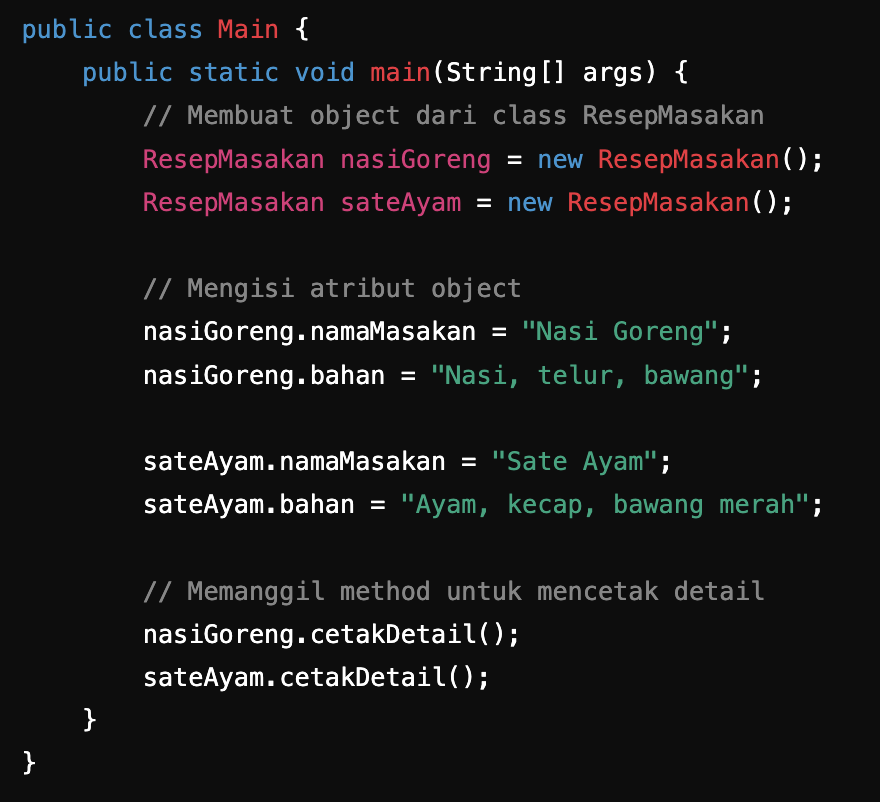 public class Main {
    public static void main(String[] args) {
        // Membuat object dari class ResepMasakan
        ResepMasakan nasiGoreng = new ResepMasakan();
        ResepMasakan sateAyam = new ResepMasakan();

        // Mengisi atribut object
        nasiGoreng.namaMasakan = "Nasi Goreng";
        nasiGoreng.bahan = "Nasi, telur, bawang";

        sateAyam.namaMasakan = "Sate Ayam";
        sateAyam.bahan = "Ayam, kecap, bawang merah";

        // Memanggil method untuk mencetak detail
        nasiGoreng.cetakDetail();
        sateAyam.cetakDetail();
    }
}